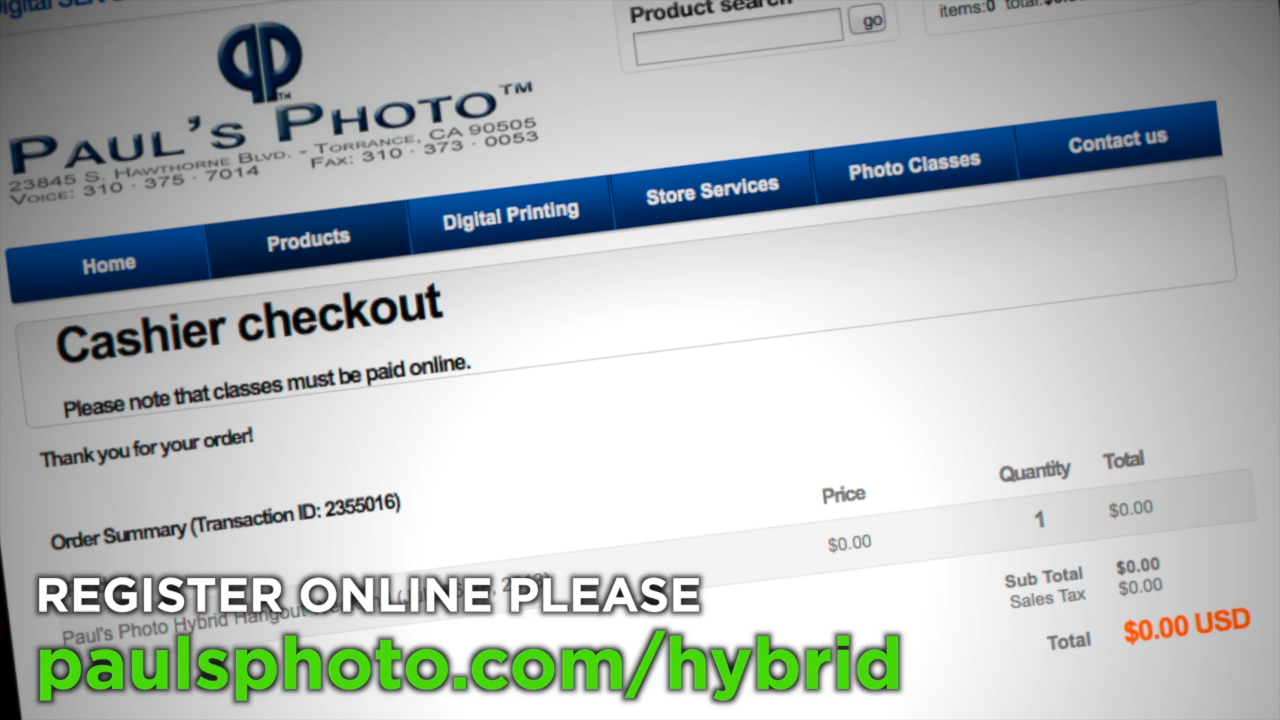 Digital
Product search
go
items:0 total:
PAUL'S PHOTO™
TM
23845 S. HAWTHORNE BLVD. - TORRANCE, CA 90505
VOICE: 310 · 375 · 7014 FAX: 310 · 373 · 0053
Home Products Digital Printing Store Services Photo Classes Contact us
Cashier checkout
Please note that classes must be paid online.
Thank you for your order!
Order Summary (Transaction ID: 2355016)
Price Quantity Total
$0.00 1 $0.00
Paul's Photo Hybrid Hangout
Sub Total $0.00
Sales Tax $0.00
Total $0.00 USD
REGISTER ONLINE PLEASE
paulsphoto.com/hybrid